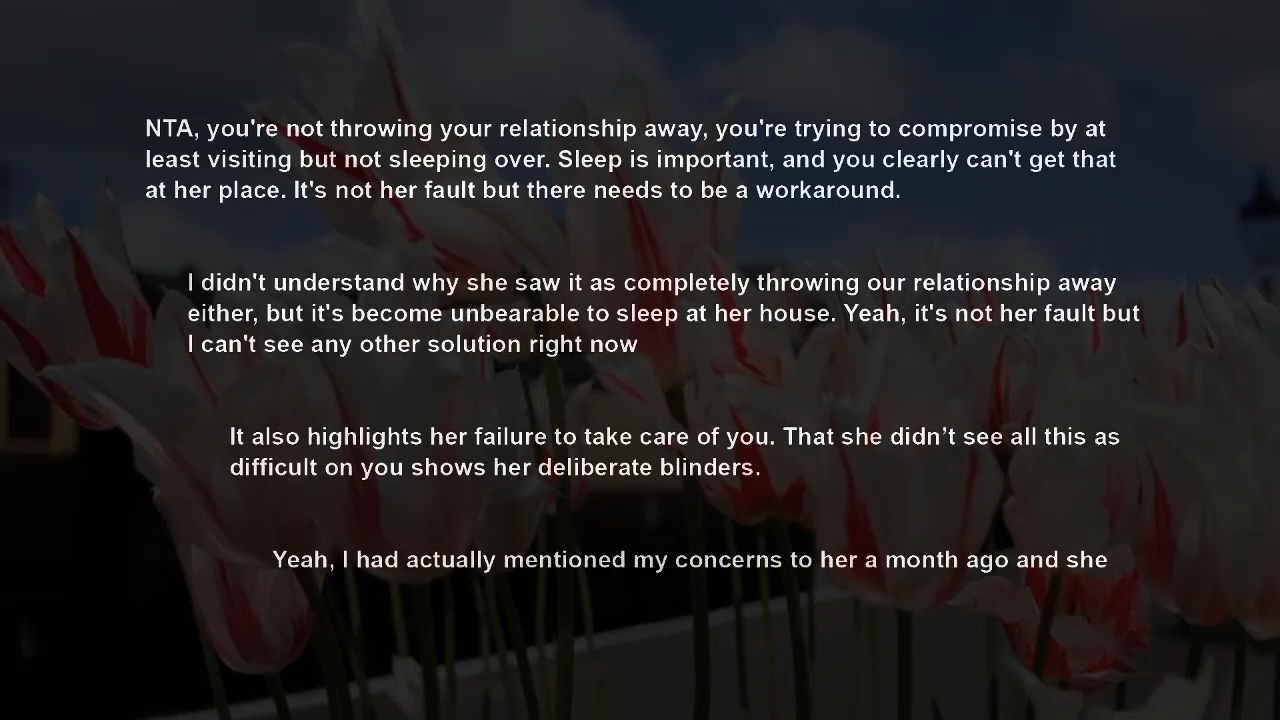 NTA, you're not throwing your relationship away, you're trying to compromise by at
least visiting but not sleeping over. Sleep is important, and you clearly can't get that
at her place. It's not her fault but there needs to be a workaround.
I didn't understand why she saw it as completely throwing our relationship away
either, but it's become unbearable to sleep at her house. Yeah, it's not her fault but
I can't see any other solution right now
It also highlights her failure to take care of you. That she didn’t see all this as
difficult on you shows her deliberate blinders.
Yeah, I had actually mentioned my concerns to her a month ago and she